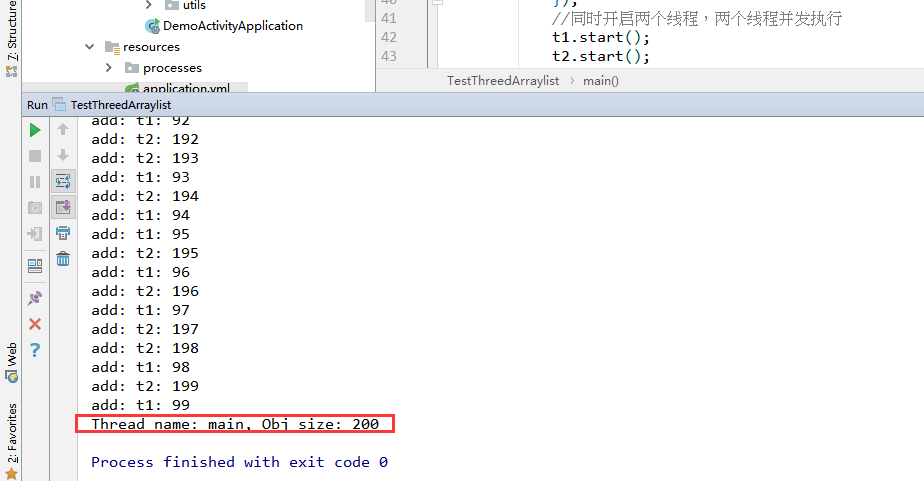 utils
DemoActivityApplication
resources
processes
application.yml
40
});
41
//同时开启两个线程，两个线程并发执行
42
t1.start();
43
t2.start();
TestThreedArraylist
main()
Run
TestThreedArraylist
add: t1: 92
add: t2: 192
add: t2: 193
add: t1: 93
add: t2: 194
add: t1: 94
add: t1: 95
add: t2: 195
add: t1: 96
add: t2: 196
add: t1: 97
add: t2: 197
add: t2: 198
add: t1: 98
add: t2: 199
add: t1: 99
Thread name: main, Obj size: 200
Process finished with exit code 0
Z: Structure
Web
2: Favorites